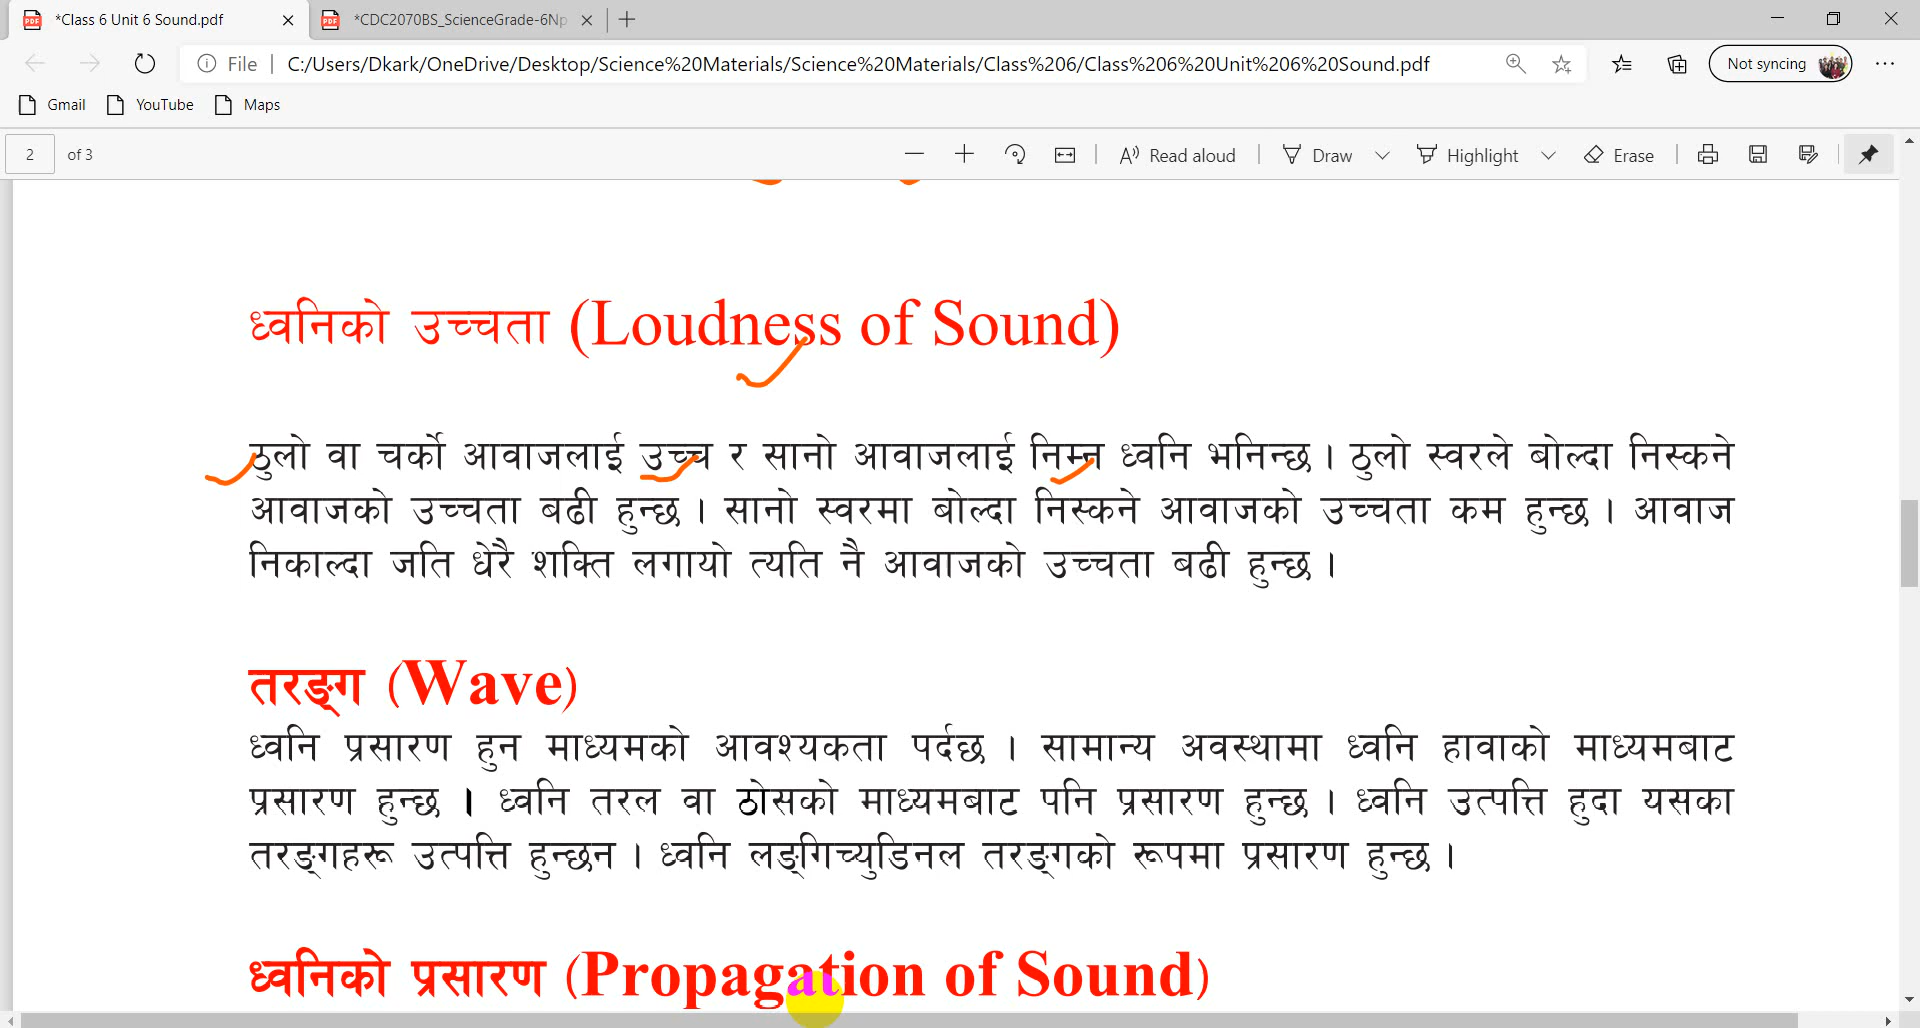 *Class 6 Unit 6 Sound.pdf
*CDC2070BS_ScienceGrade-6Np
File
C:/Users/Dkark/OneDrive/Desktop/Science%20Materials/Science%20Materials/Class%206/Class%206%20Unit%206%20Sound.pdf
Not syncing
Gmail YouTube Maps
2 of 3
Read aloud Draw Highlight Erase
ध्वनिको उच्चता (Loudness of Sound)
ठुलो वा चर्को आवाजलाई उच्च र सानो आवाजलाई निम्न ध्वनि भनिन्छ । ठुलो स्वरले बोल्दा निस्कने
आवाजको उच्चता बढी हुन्छ । सानो स्वरमा बोल्दा निस्कने आवाजको उच्चता कम हुन्छ । आवाज
निकाल्दा जति धेरै शक्ति लगायो त्यति नै आवाजको उच्चता बढी हुन्छ ।
तरङ्ग (Wave)
ध्वनि प्रसारण हुन माध्यमको आवश्यकता पर्दछ । सामान्य अवस्थामा ध्वनि हावाको माध्यमबाट
प्रसारण हुन्छ । ध्वनि तरल वा ठोसको माध्यमबाट पनि प्रसारण हुन्छ । ध्वनि उत्पत्ति हुदा यसका
तरङ्गहरू उत्पत्ति हुन्छन । ध्वनि लङ्गिच्युडिनल तरङ्गको रूपमा प्रसारण हुन्छ ।
ध्वनिको प्रसारण (Propagation of Sound)